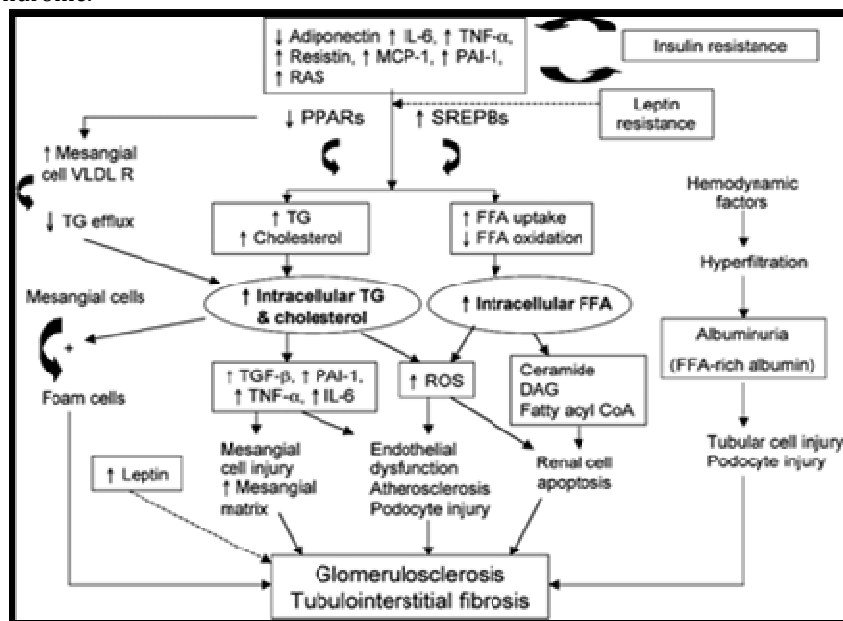 ↓ Adiponectin ↑ IL-6, ↑ TNF-α,
↑ Resistin, ↑ MCP-1, ↑ PAI-1,
↑ RAS
Insulin resistance
Leptin
resistance
↓ PPARs ↑ SREPBs
↑ Mesangial
cell VLDL R
↓ TG efflux
↑ TG
↑ Cholesterol
↑ FFA uptake
↓ FFA oxidation
Hemodynamic
factors
Hyperfiltration
Mesangial cells
+
Foam cells
↑ Intracellular TG
& cholesterol
↑ Intracellular FFA
Albuminuria
(FFA-rich albumin)
↑ TGF-β, ↑ PAI-1,
↑ TNF-α, ↑ IL-6
↑ ROS
Ceramide
DAG
Fatty acyl CoA
↑ Leptin
Mesangial
cell injury
↑ Mesangial
matrix
Endothelial
dysfunction
Atherosclerosis
Podocyte injury
Renal cell
apoptosis
Tubular cell injury
Podocyte injury
Glomerulosclerosis
Tubulointerstitial fibrosis